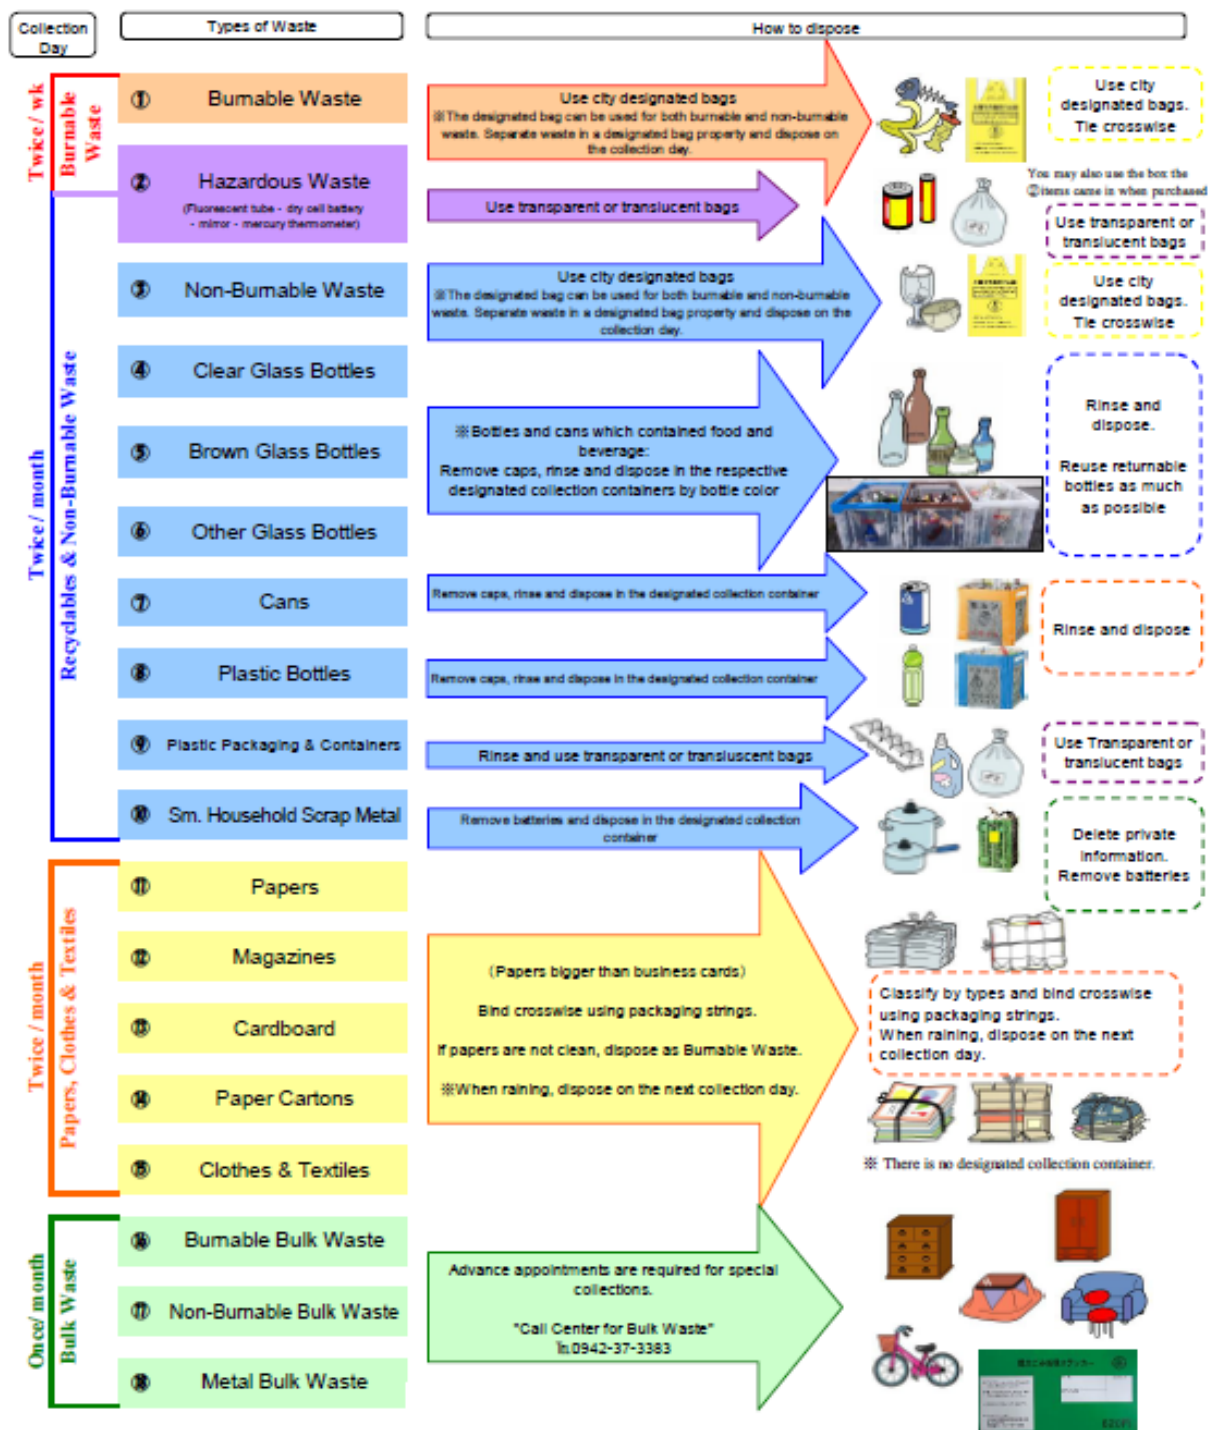 Collection
Day
Types of Waste
How to dispose
Twice/ wk
Burnable
Waste
①
Burnable Waste
Use city designated bags
※The designated bag can be used for both burnable and non-burnable
waste. Separate waste in a designated bag property and dispose on
the collection day.
Use city
designated bags.
Tie crosswise
②
Hazardous Waste
(Fluorescent tube - dry cell battery
- mirror - mercury thermometer)
Use transparent or translucent bags
You may also use the box the
②items came in when purchased
Use transparent or
translucent bags
Twice/ month
Recyclables & Non-Burnable Waste
③
Non-Burnable Waste
Use city designated bags
※The designated bag can be used for both burnable and non-burnable
waste. Separate waste in a designated bag property and dispose on the
collection day.
Use city
designated bags.
Tie crosswise
④
Clear Glass Bottles
⑤
Brown Glass Bottles
⑥
Other Glass Bottles
※Bottles and cans which contained food and
beverage:
Remove caps, rinse and dispose in the respective
designated collection containers by bottle color
Rinse and
dispose.
Reuse returnable
bottles as much
as possible
⑦
Cans
Remove caps, rinse and dispose in the designated collection container
⑧
Plastic Bottles
Remove caps, rinse and dispose in the designated collection container
Rinse and dispose
⑨
Plastic Packaging & Containers
Rinse and use transparent or transluscent bags
Use Transparent or
translucent bags
⑩
Sm. Household Scrap Metal
Remove batteries and dispose in the designated collection
container
Delete private
information.
Remove batteries
Twice / month
Papers, Clothes & Textiles
⑪
Papers
⑫
Magazines
⑬
Cardboard
⑭
Paper Cartons
⑮
Clothes & Textiles
(Papers bigger than business cards)
Bind crosswise using packaging strings.
If papers are not clean, dispose as Burnable Waste.
※When raining, dispose on the next collection day.
Classify by types and bind crosswise
using packaging strings.
When raining, dispose on the next
collection day.
※ There is no designated collection container.
Once/ month
Bulk Waste
⑯
Burnable Bulk Waste
⑰
Non-Burnable Bulk Waste
⑱
Metal Bulk Waste
Advance appointments are required for special
collections.
"Call Center for Bulk Waste"
℡0942-37-3383